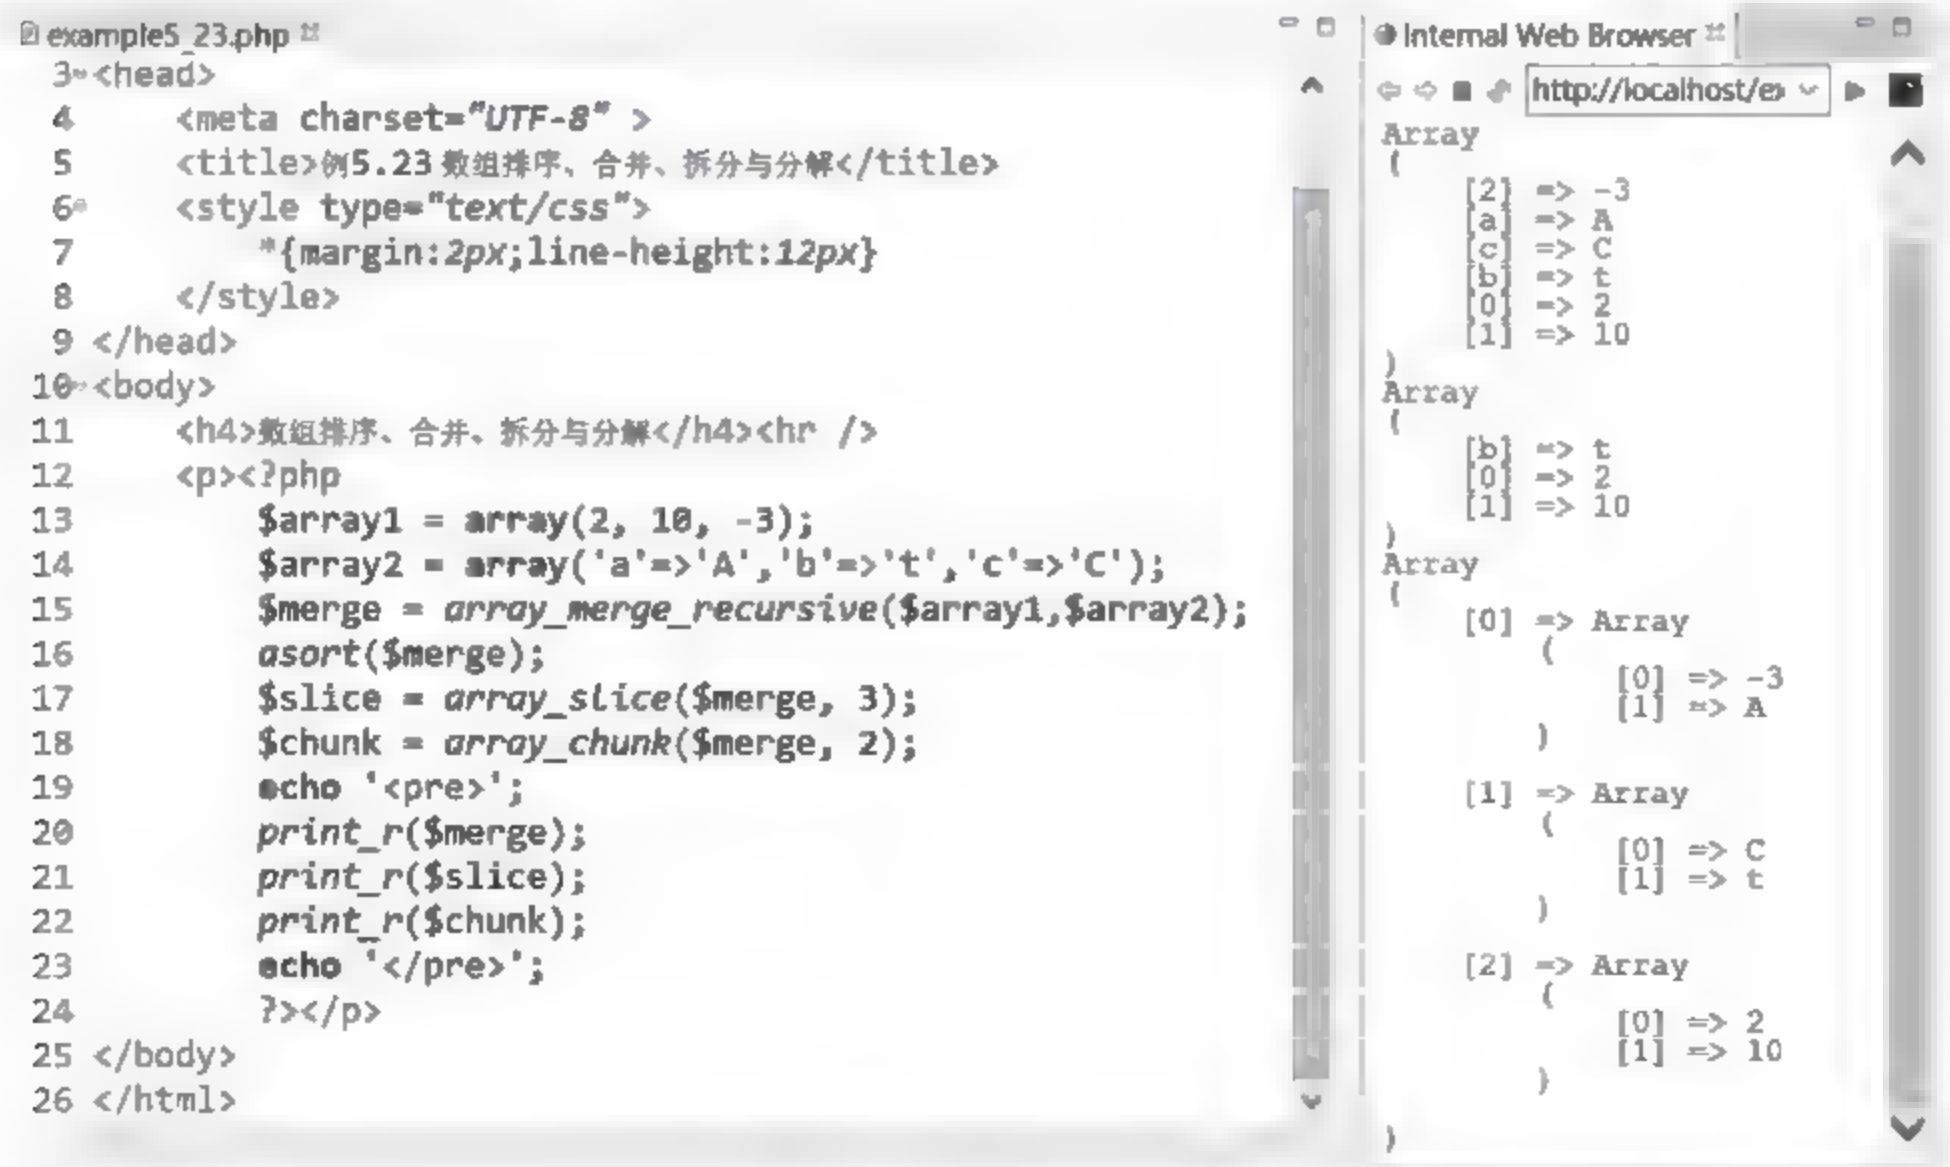 example5_23.php
3 <head>
4 <meta charset="UTF-8" >
5 <title>例5.23 数组排序、合并、拆分与分解</title>
6 <style type="text/css">
7 *{margin:2px;line-height:12px}
8 </style>
9 </head>
10 <body>
11 <h4>数组排序、合并、拆分与分解</h4><hr />
12 <p><?php
13 $array1 = array(2, 10, -3);
14 $array2 = array('a'=>'A','b'=>'t','c'=>'C');
15 $merge = array_merge_recursive($array1,$array2);
16 asort($merge);
17 $slice = array_slice($merge, 3);
18 $chunk = array_chunk($merge, 2);
19 echo '<pre>';
20 print_r($merge);
21 print_r($slice);
22 print_r($chunk);
23 echo '</pre>';
24 ?></p>
25 </body>
26 </html>
Internal Web Browser
http://localhost/ex
Array
(
[2] => -3
[a] => A
[c] => C
[b] => t
[0] => 2
[1] => 10
)
Array
(
[b] => t
[0] => 2
[1] => 10
)
Array
(
[0] => Array
(
[0] => -3
[1] => A
)
[1] => Array
(
[0] => C
[1] => t
)
[2] => Array
(
[0] => 2
[1] => 10
)
)